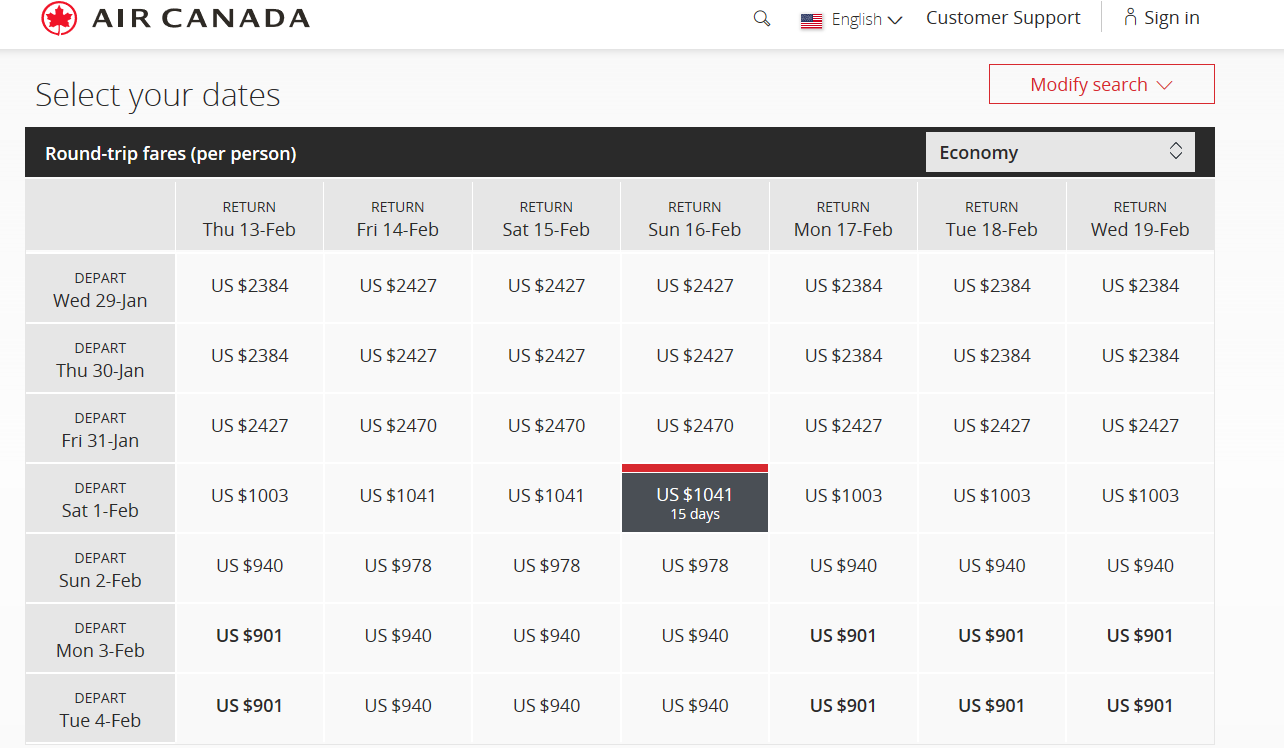 AIR CANADA
English
Customer Support
Sign in
Select your dates
Modify search
Round-trip fares (per person)
Economy
RETURN RETURN RETURN RETURN RETURN RETURN RETURN
Thu 13-Feb Fri 14-Feb Sat 15-Feb Sun 16-Feb Mon 17-Feb Tue 18-Feb Wed 19-Feb
DEPART
Wed 29-Jan
US $2384 US $2427 US $2427 US $2427 US $2384 US $2384 US $2384
DEPART
Thu 30-Jan
US $2384 US $2427 US $2427 US $2427 US $2384 US $2384 US $2384
DEPART
Fri 31-Jan
US $2427 US $2470 US $2470 US $2470 US $2427 US $2427 US $2427
DEPART
Sat 1-Feb
US $1003 US $1041 US $1041 US $1041 US $1003 US $1003 US $1003
15 days
DEPART
Sun 2-Feb
US $940 US $978 US $978 US $978 US $940 US $940 US $940
DEPART
Mon 3-Feb
US $901 US $940 US $940 US $940 US $901 US $901 US $901
DEPART
Tue 4-Feb
US $901 US $940 US $940 US $940 US $901 US $901 US $901